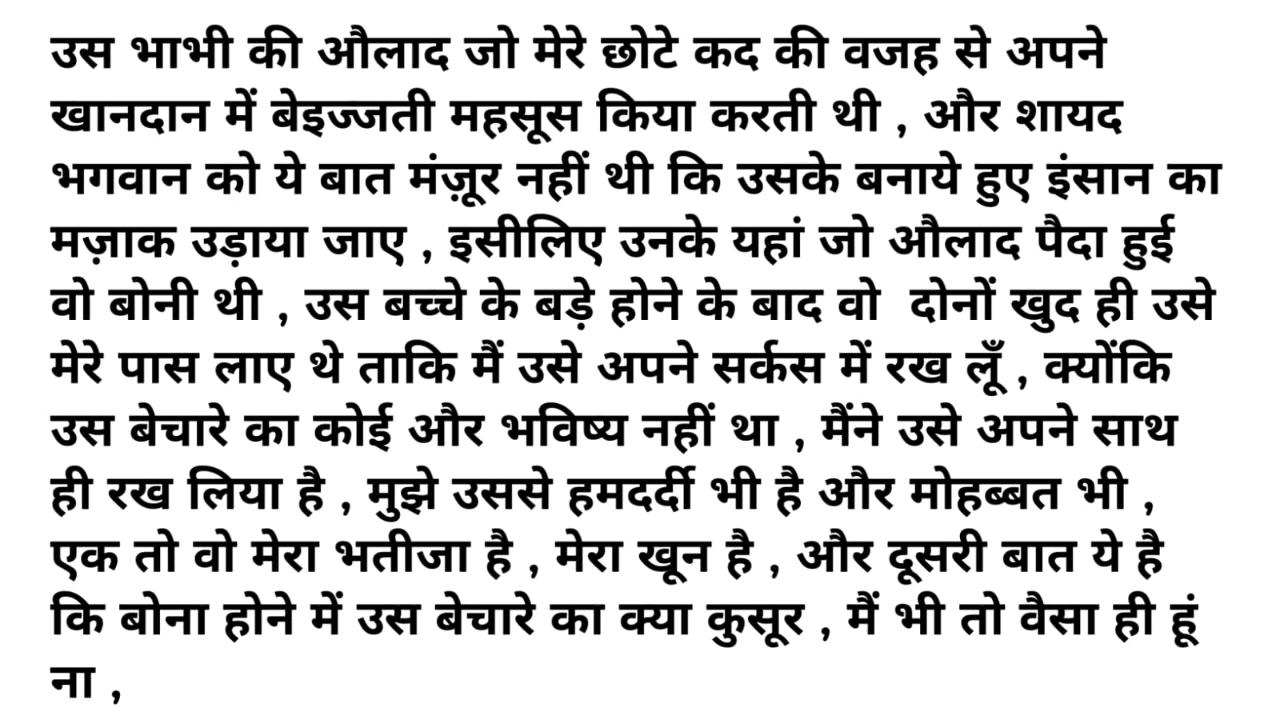 उस भाभी की औलाद जो मेरे छोटे कद की वजह से अपने
खानदान में बेइज्जती महसूस किया करती थी , और शायद
भगवान को ये बात मंज़ूर नहीं थी कि उसके बनाये हुए इंसान का
मज़ाक उड़ाया जाए , इसीलिए उनके यहां जो औलाद पैदा हुई
वो बोनी थी , उस बच्चे के बड़े होने के बाद वो  दोनों खुद ही उसे
मेरे पास लाए थे ताकि मैं उसे अपने सर्कस में रख लूँ , क्योंकि
उस बेचारे का कोई और भविष्य नहीं था , मैंने उसे अपने साथ
ही रख लिया है , मुझे उससे हमदर्दी भी है और मोहब्बत भी ,
एक तो वो मेरा भतीजा है , मेरा खून है , और दूसरी बात ये है
कि बोना होने में उस बेचारे का क्या कुसूर , मैं भी तो वैसा ही हूं
ना ,